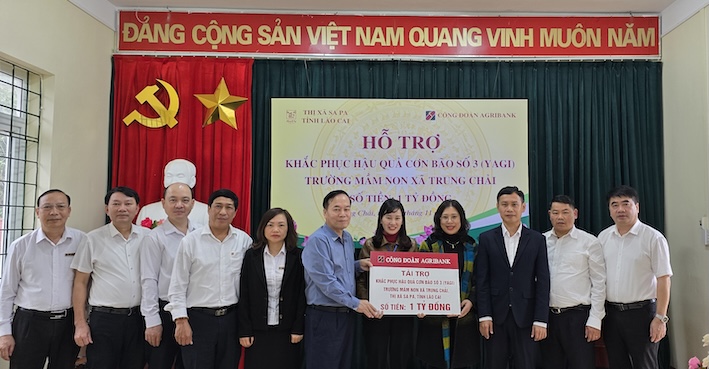 ĐẢNG CỘNG SẢN VIỆT NAM QUANG VINH MUÔN NĂM
THỊ XÃ SA PA
TỈNH LÀO CAI
CÔNG ĐOÀN AGRIBANK
HỖ TRỢ
KHẮC PHỤC HẬU QUẢ CƠN BÃO SỐ 3 (YAGI)
TRƯỜNG MẦM NON XÃ TRUNG CHẢI
SỐ TIỀN 1 TỶ ĐỒNG
Chải, 11
CÔNG ĐOÀN AGRIBANK
TÀI TRỢ
KHẮC PHỤC HẬU QUẢ CƠN BÃO SỐ 3 (YAGI)
TRƯỜNG MẦM NON XÃ TRUNG CHẢI
THỊ XÃ SA PA, TỈNH LÀO CAI
SỐ TIỀN: 1 TỶ ĐỒNG